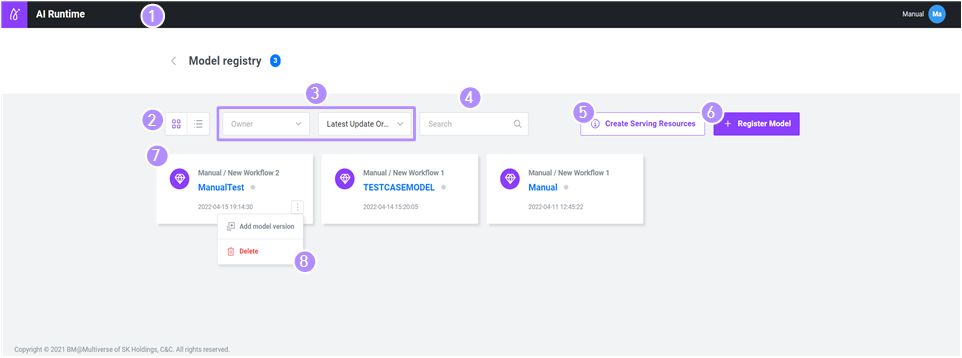 AI Runtime
1
Manual
Ma
Model registry
3
2
3
4
5
6
Owner
Latest Update Or...
Search
Create Serving Resources
+ Register Model
7
Manual / New Workflow 2
ManualTest
2022-04-15 19:14:30
Manual / New Workflow 1
TESTCASEMODEL
2022-04-14 15:20:05
Manual / New Workflow 1
Manual
2022-04-11 12:45:22
Add model version
Delete
8
Copyright © 2021 BM@Multiverse of SK Holdings, C&C. All rights reserved.